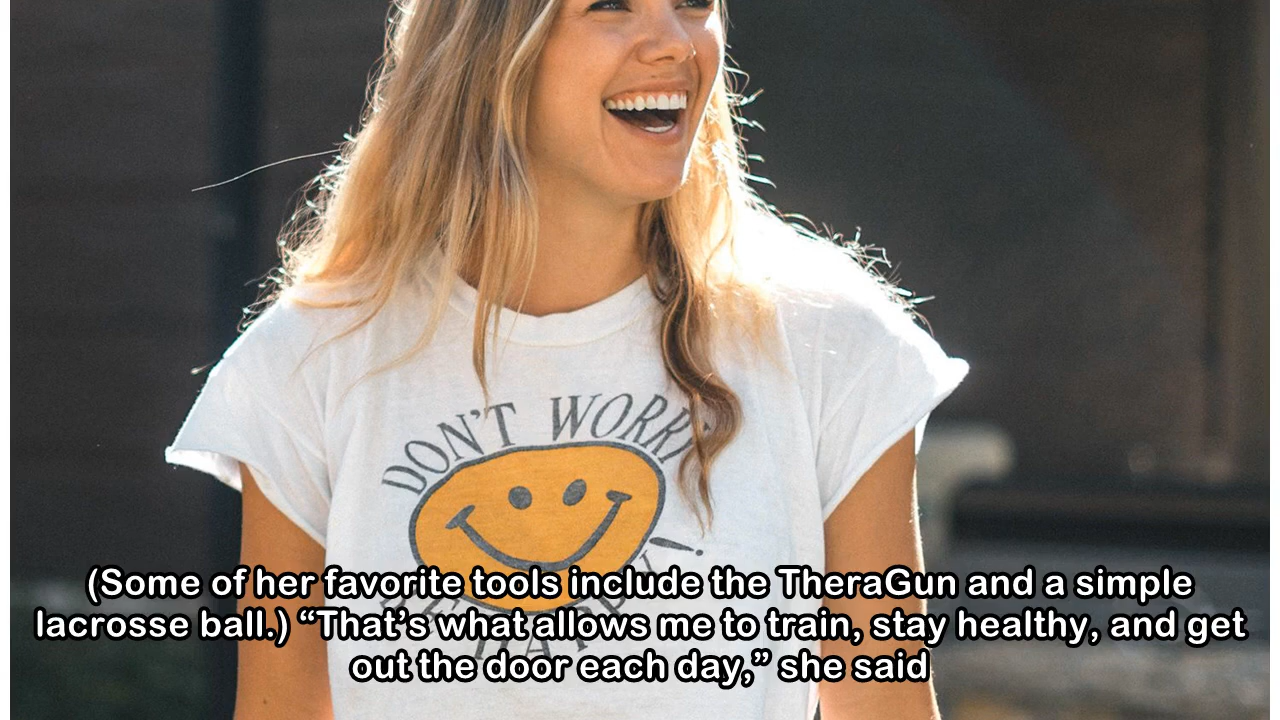 DON'T WORRY
(Some of her favorite tools include the TheraGun and a simple
lacrosse ball.) “That’s what allows me to train, stay healthy, and get
out the door each day,” she said